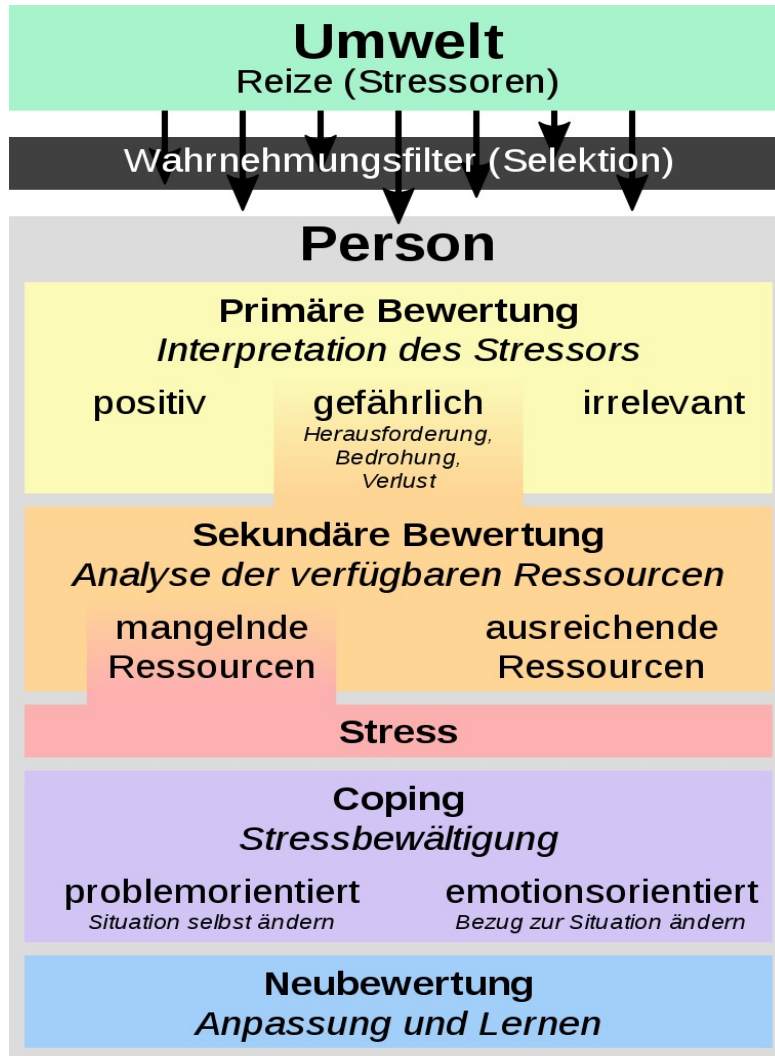 Umwelt
Reize (Stressoren)
Wahrnehmungsfilter (Selektion)
Person
Primäre Bewertung
Interpretation des Stressors
positiv
gefährlich
irrelevant
Herausforderung,
Bedrohung,
Verlust
Sekundäre Bewertung
Analyse der verfügbaren Ressourcen
mangelnde
Ressourcen
ausreichende
Ressourcen
Stress
Coping
Stressbewältigung
problemorientiert
Situation selbst ändern
emotionsorientiert
Bezug zur Situation ändern
Neubewertung
Anpassung und Lernen